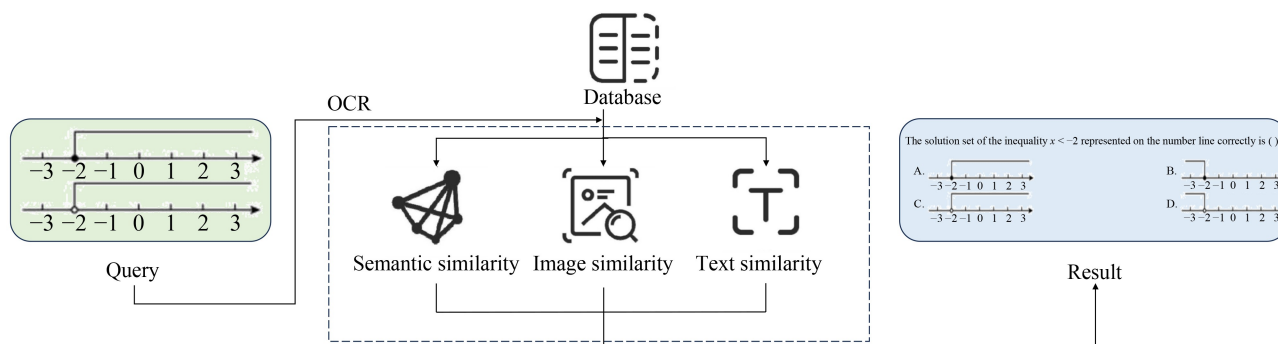 Database
OCR
−3 −2 −1 0 1 2 3
−3 −2 −1 0 1 2 3
Query
T
Semantic similarity
Image similarity
Text similarity
The solution set of the inequality x < −2 represented on the number line correctly is ( )
A.
−3 −2 −1 0 1 2 3
B.
−3 −2 −1 0 1 2 3
C.
−3 −2 −1 0 1 2 3
D.
−3 −2 −1 0 1 2 3
Result